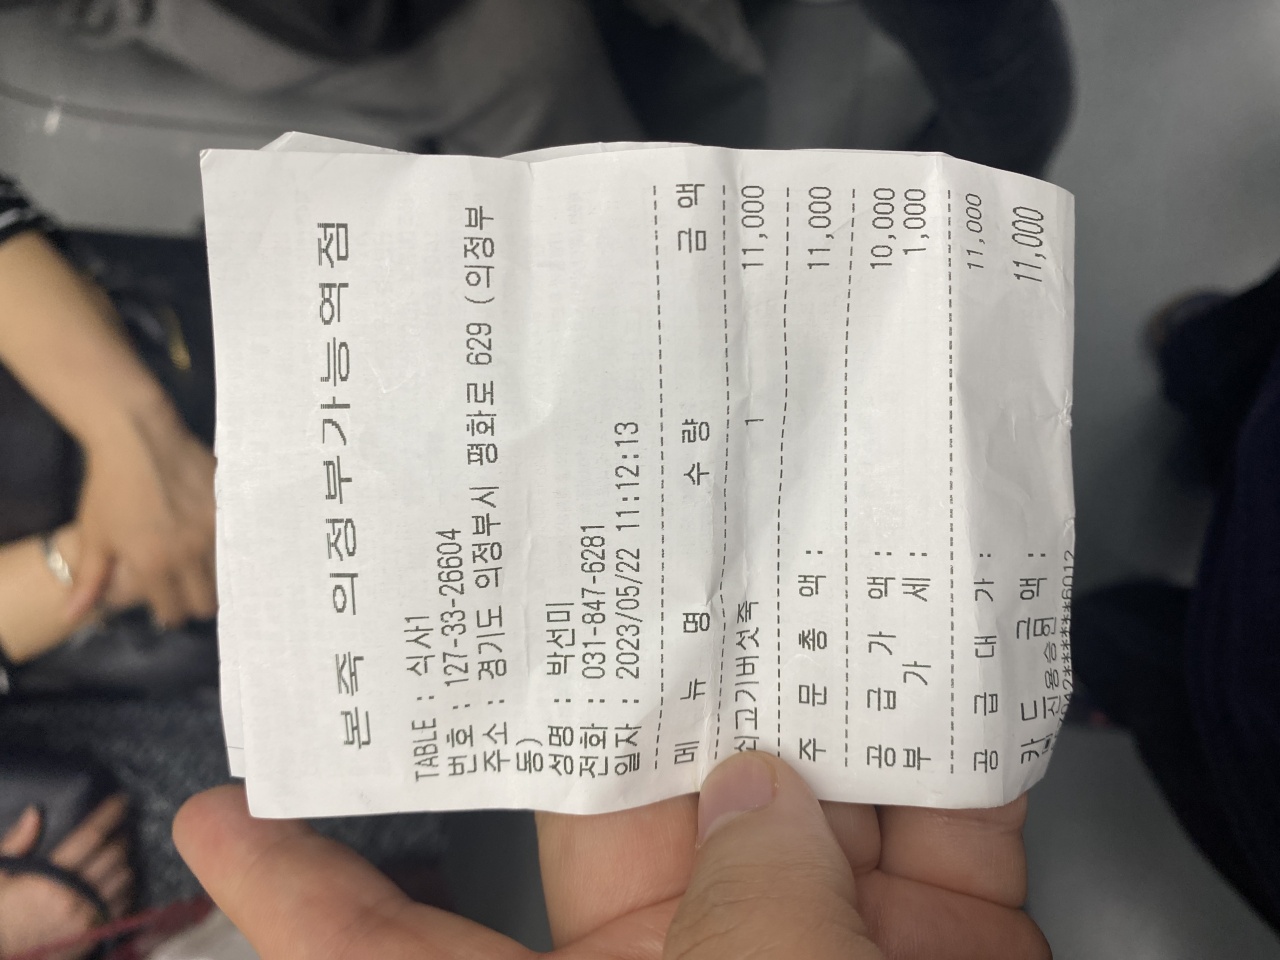 본죽 의정부가능역점
TABLE : 식사1
번호 : 127-33-26604
주소 : 경기도 의정부시 평화로 629 (의정부
동)
성명 : 박선미
전화 : 031-847-6281
일자 : 2023/05/22 11:12:13
메 뉴 명 수 량 금 액
쇠고기버섯죽 1 11,000
주 문 총 액 : 11,000
공 급 가 액 : 10,000
부 가 세 : 1,000
공 급 대 가 : 11,000
카 드 금 액 : 11,000
신용승인